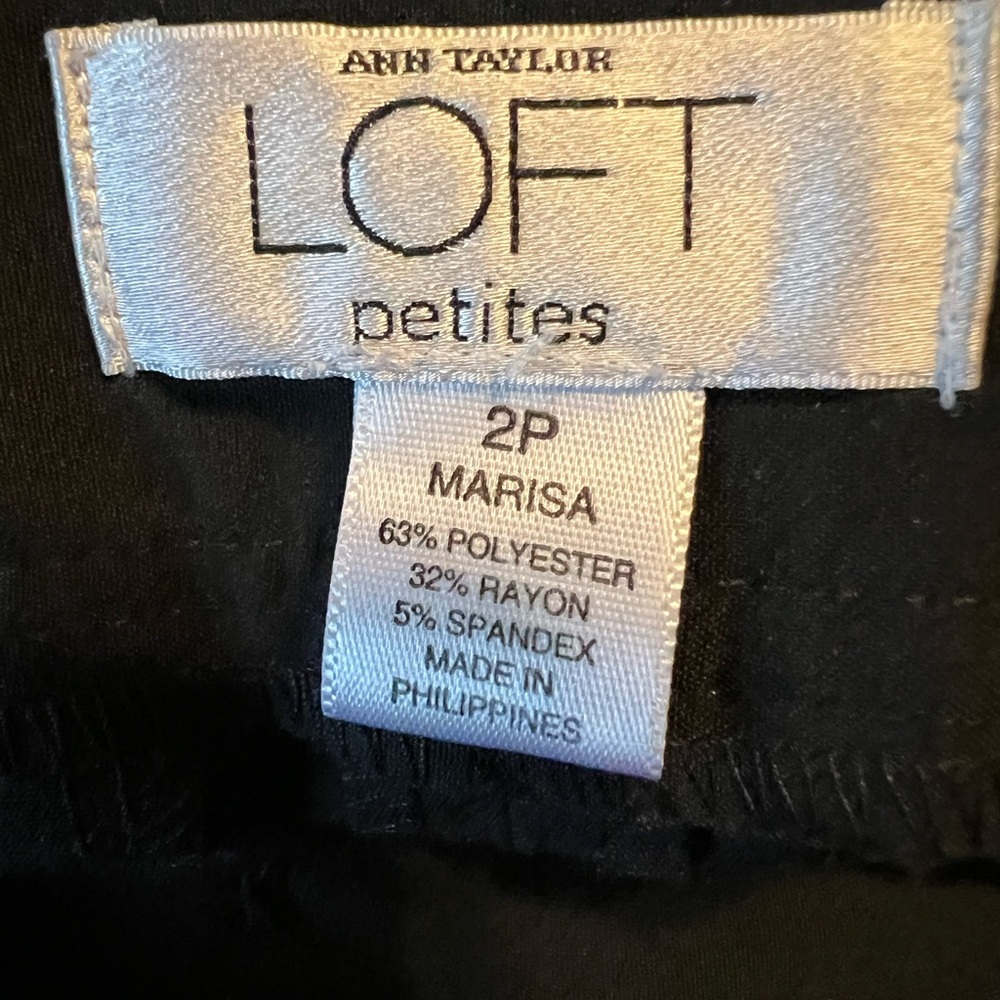 ANN TAYLOR
LOFT
petites
2P
MARISA
63% POLYESTER
32% RAYON
5% SPANDEX
MADE IN
PHILIPPINES